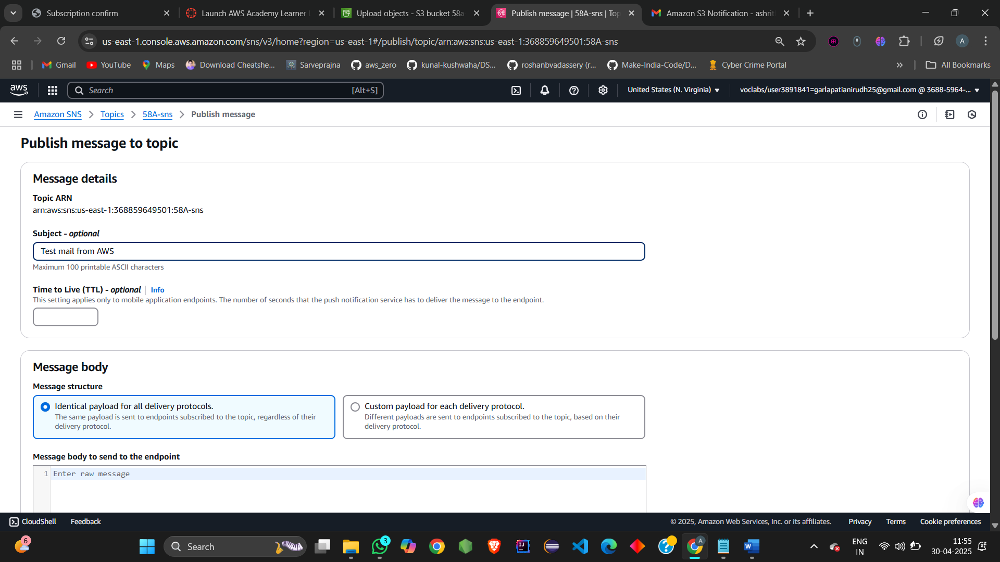 Subscription confirm
Launch AWS Academy Learner
Upload objects - S3 bucket 58a
Publish message | 58A-sns | Top
Amazon S3 Notification - ashrit
us-east-1.console.aws.amazon.com/sns/v3/home?region=us-east-1#/publish/topic/arn:aws:sns:us-east-1:368859649501:58A-sns
ER
A
Gmail
YouTube
Maps
Download Cheatshe...
Sarveprajna
aws_zero
kunal-kushwaha/DS...
roshanbvadassery (r...
Make-India-Code/D...
Cyber Crime Portal
All Bookmarks
aws
Search
[Alt+S]
United States (N. Virginia)
voclabs/user3891841=garlapatianirudh25@gmail.com @ 3688-5964-...
Amazon SNS
Topics
58A-sns
Publish message
Publish message to topic
Message details
Topic ARN
arn:aws:sns:us-east-1:368859649501:58A-sns
Subject - optional
Test mail from AWS
Maximum 100 printable ASCII characters
Time to Live (TTL) - optional
Info
This setting applies only to mobile application endpoints. The number of seconds that the push notification service has to deliver the message to the endpoint.
Message body
Message structure
Identical payload for all delivery protocols.
The same payload is sent to endpoints subscribed to the topic, regardless of their
delivery protocol.
Custom payload for each delivery protocol.
Different payloads are sent to endpoints subscribed to the topic, based on their
delivery protocol.
Message body to send to the endpoint
1
Enter raw message
CloudShell
Feedback
© 2025, Amazon Web Services, Inc. or its affiliates.
Privacy
Terms
Cookie preferences
6
Search
3
IJ
A
W
ENG
IN
11:55
30-04-2025